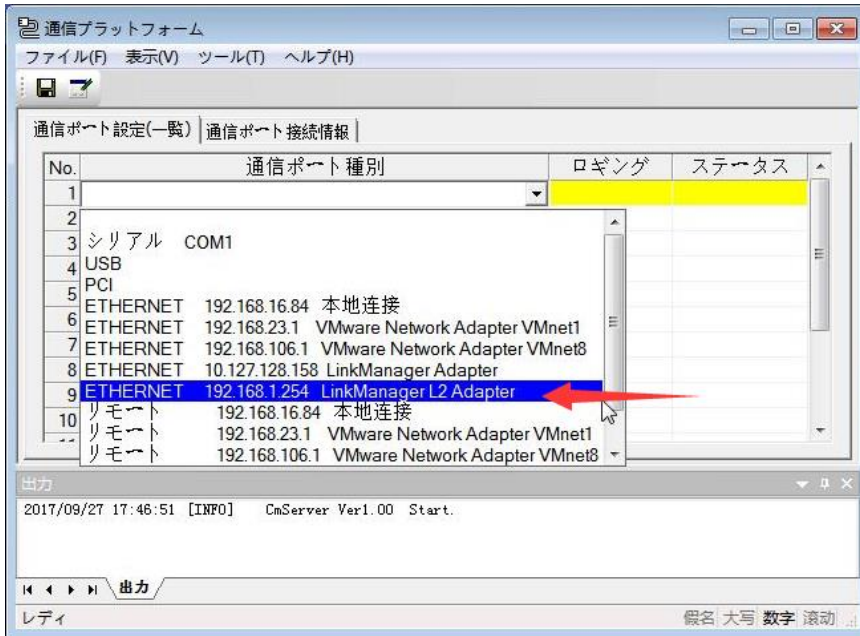 通信プラットフォーム
ファイル(F) 表示(V) ツール(T) ヘルプ(H)
通信ポート設定(一覧) 通信ポート接続情報
No. 通信ポート種別 ロギング ステータス
1
2
3 シリアル COM1
4 USB
5 PCI
6 ETHERNET 192.168.16.84 本地连接
ETHERNET 192.168.23.1 VMware Network Adapter VMnet1
7 ETHERNET 192.168.106.1 VMware Network Adapter VMnet8
8 ETHERNET 10.127.128.158 LinkManager Adapter
9 ETHERNET 192.168.1.254 LinkManager L2 Adapter
10 リモート 192.168.16.84 本地连接
リモート 192.168.23.1 VMware Network Adapter VMnet1
リモート 192.168.106.1 VMware Network Adapter VMnet8
出力
2017/09/27 17:46:51 [INFO] CmServer Ver1.00 Start.
出力
レディ 假名 大写 数字 滚动